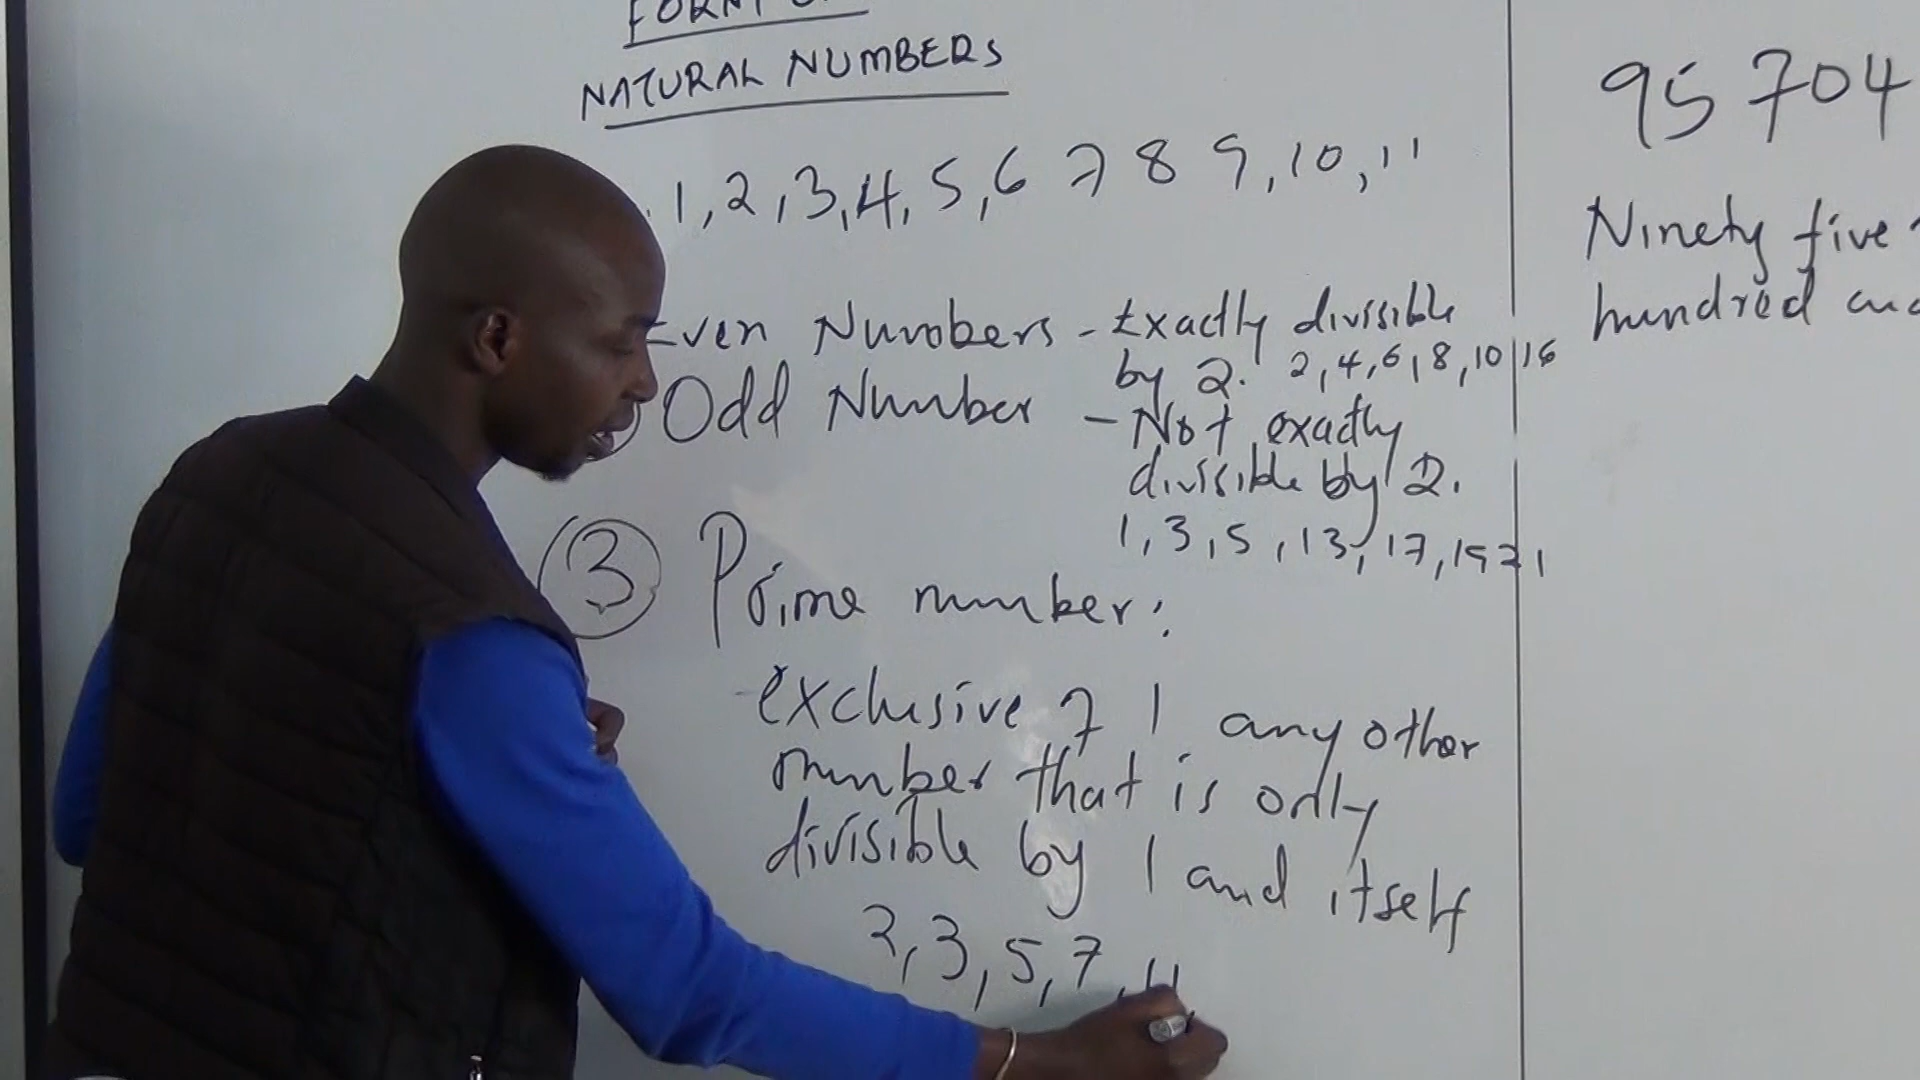 NATURAL NUMBERS
1, 2, 3, 4, 5, 6 7 8 9, 10, 11
Even Numbers - Exactly divisible
by 2. 2, 4, 6, 8, 10, 16
Odd Number - Not exactly
divisible by 2.
1, 3, 5, 13, 17, 19 21
3 Prime number:
exclusive of 1 any other
number that is only
divisible by 1 and itself
2, 3, 5, 7, 11
95 704
Ninety five
hundred and